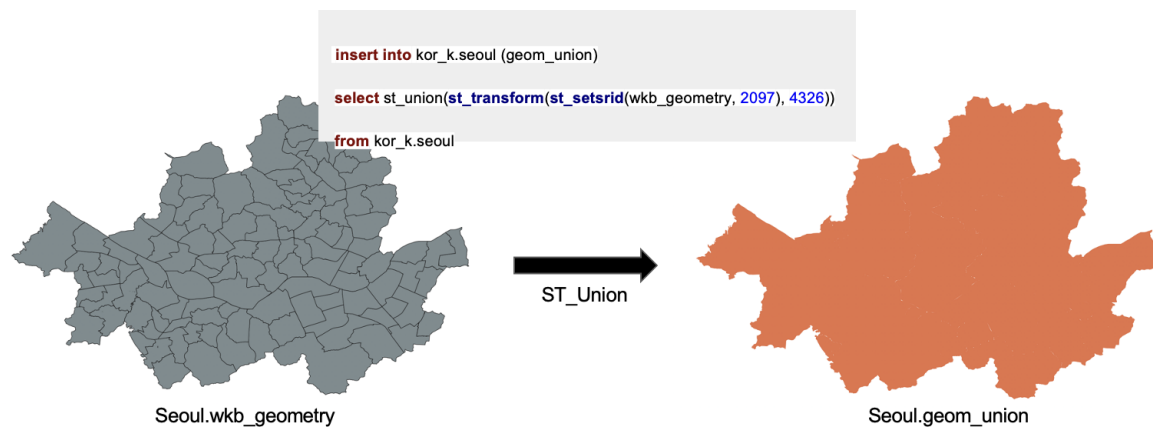 insert into kor_k.seoul (geom_union)
select st_union(st_transform(st_setsrid(wkb_geometry, 2097), 4326))
from kor_k.seoul
ST_Union
Seoul.wkb_geometry
Seoul.geom_union